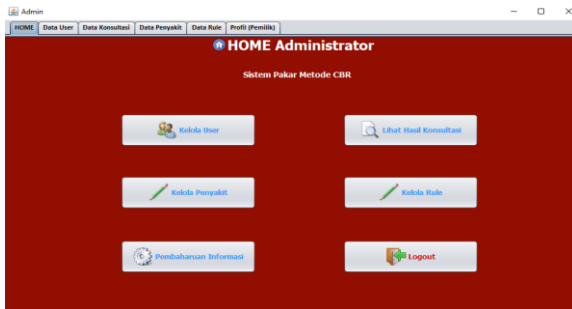 Admin
HOME Data User Data Konsultasi Data Penyakit Data Rule Profil (Pemilik)
HOME Administrator
Sistem Pakar Metode CBR
Kelola User Lihat Hasil Konsultasi
Kelola Penyakit Kelola Rule
Pembaharuan Informasi Logout